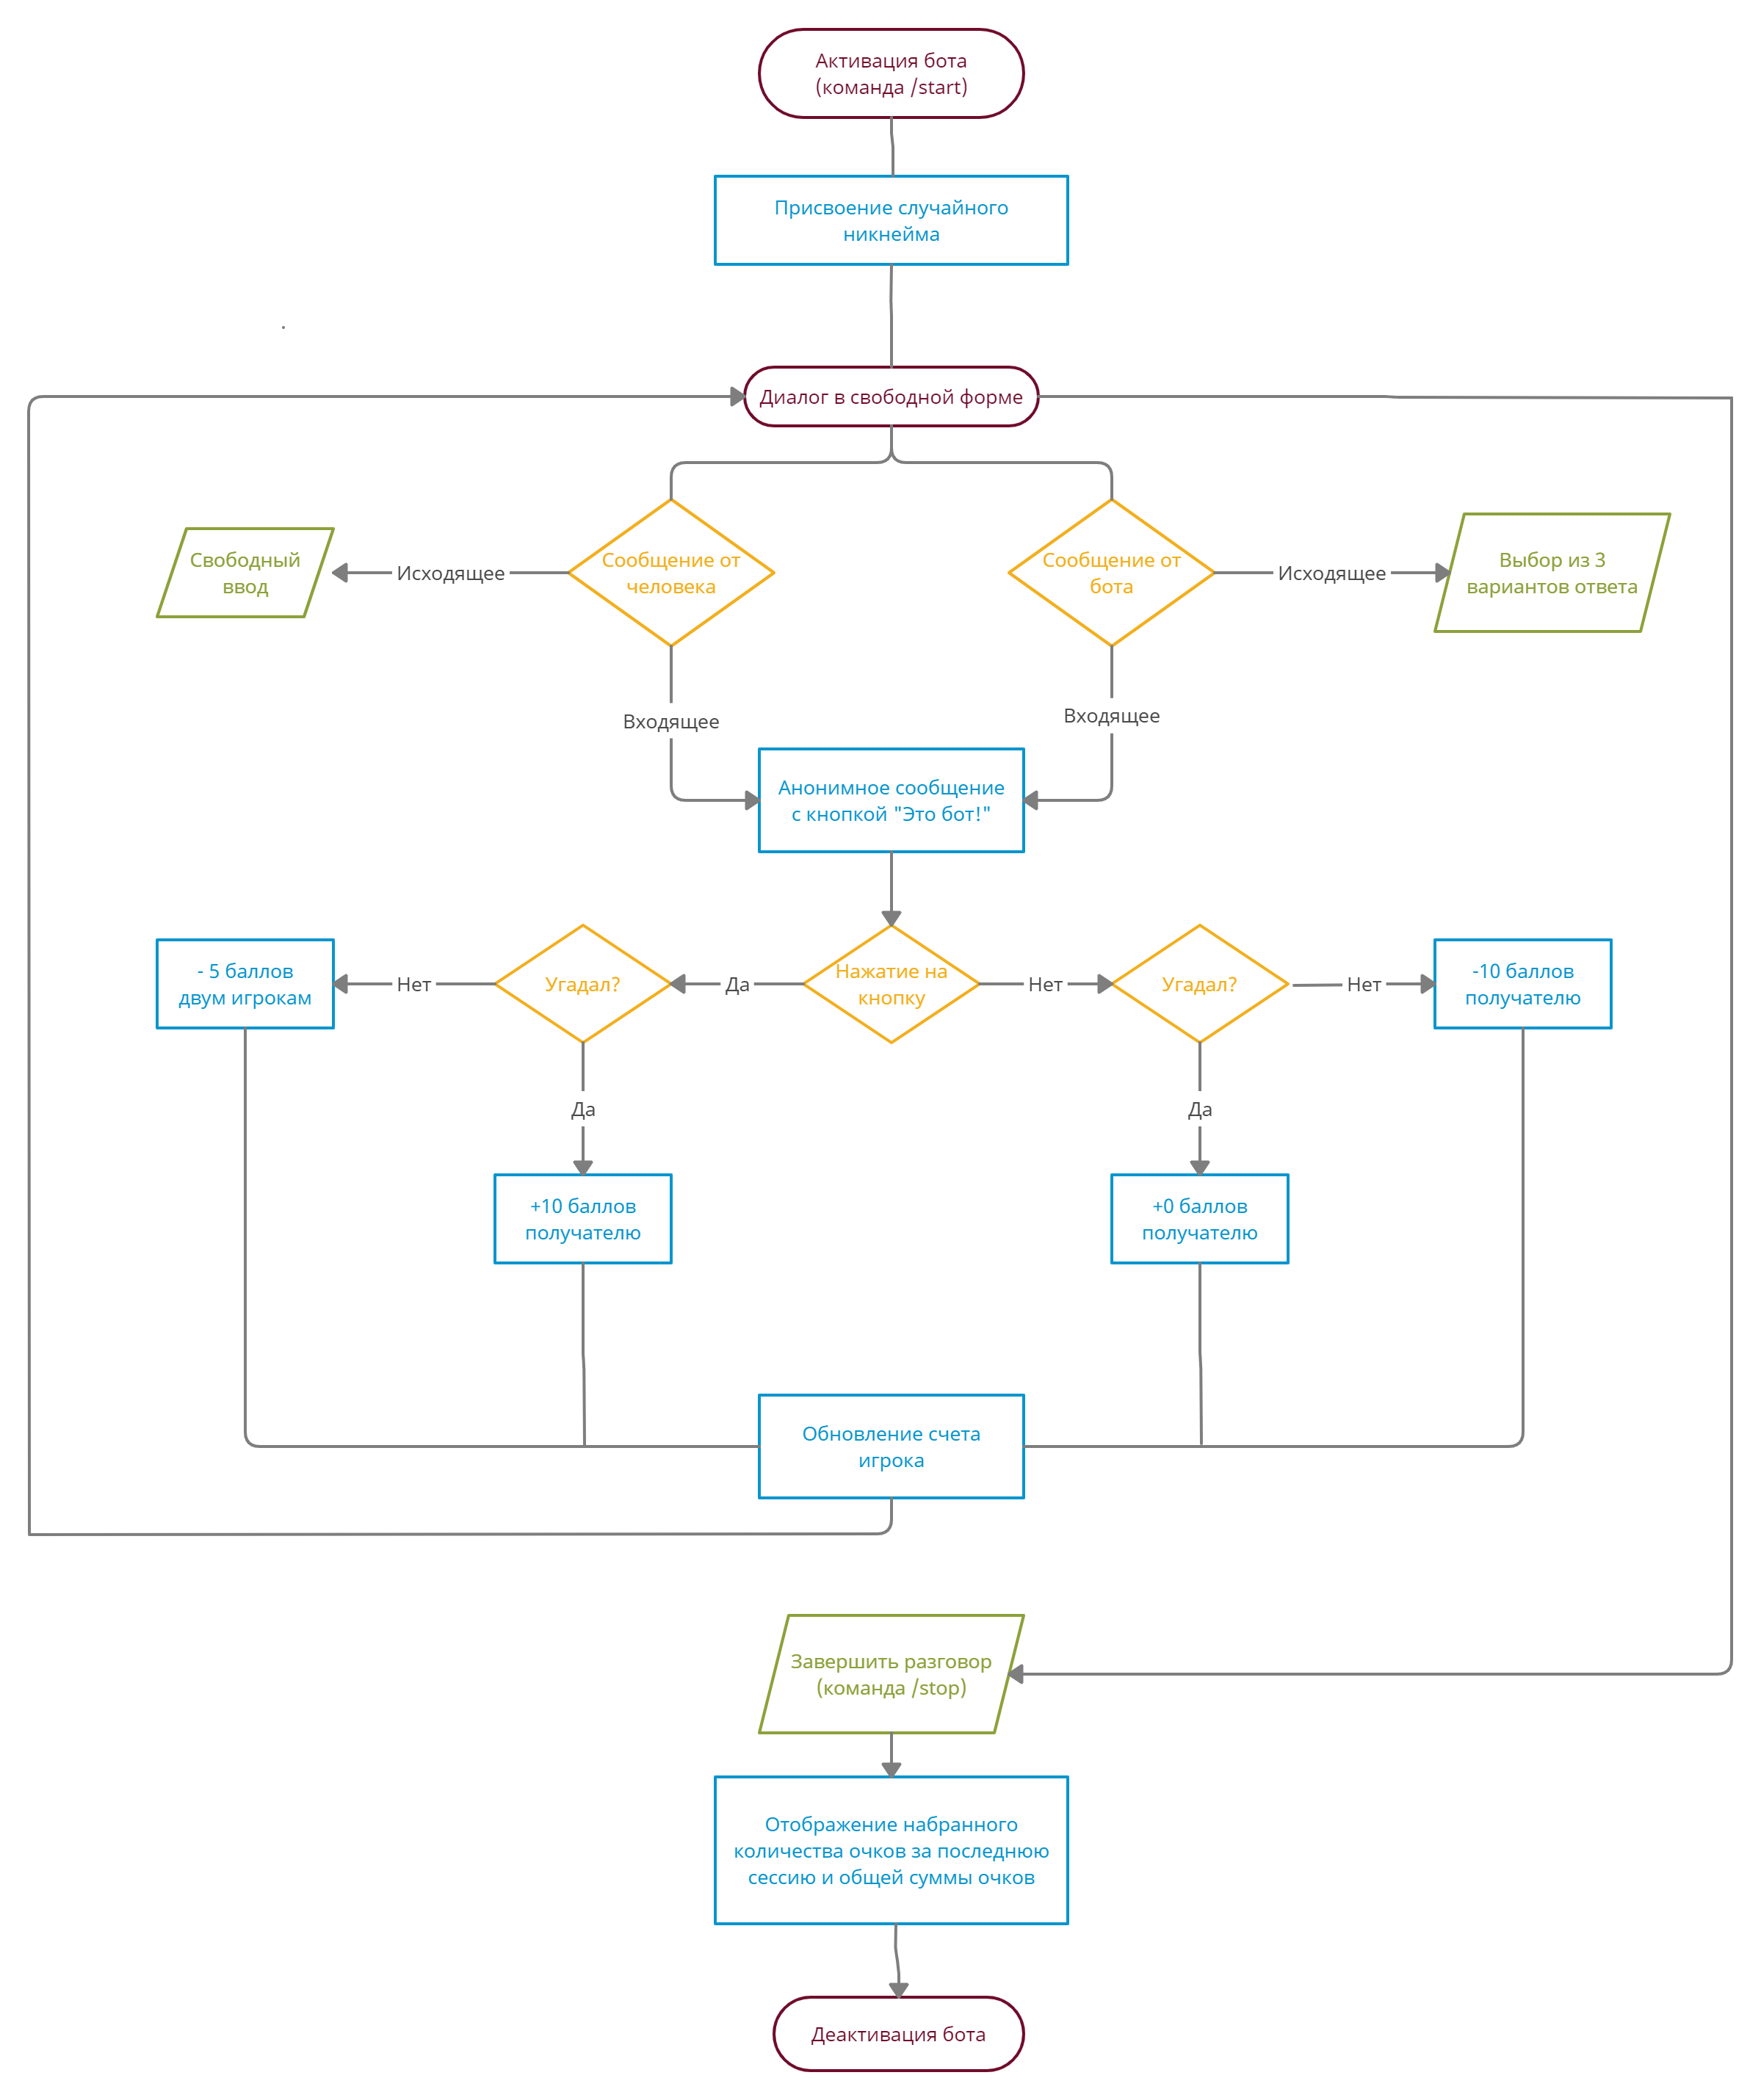 Активация бота
(команда /start)
Присвоение случайного
никнейма
Диалог в свободной форме
Свободный
ввод
Исходящее
Сообщение от
человека
Сообщение от
бота
Исходящее
Выбор из 3
вариантов ответа
Входящее
Входящее
Анонимное сообщение
с кнопкой "Это бот!"
- 5 баллов
двум игрокам
Нет
Угадал?
Да
Нажатие на
кнопку
Нет
Угадал?
Нет
-10 баллов
получателю
Да
Да
+10 баллов
получателю
+0 баллов
получателю
Обновление счета
игрока
Завершить разговор
(команда /stop)
Отображение набранного
количества очков за последнюю
сессию и общей суммы очков
Деактивация бота